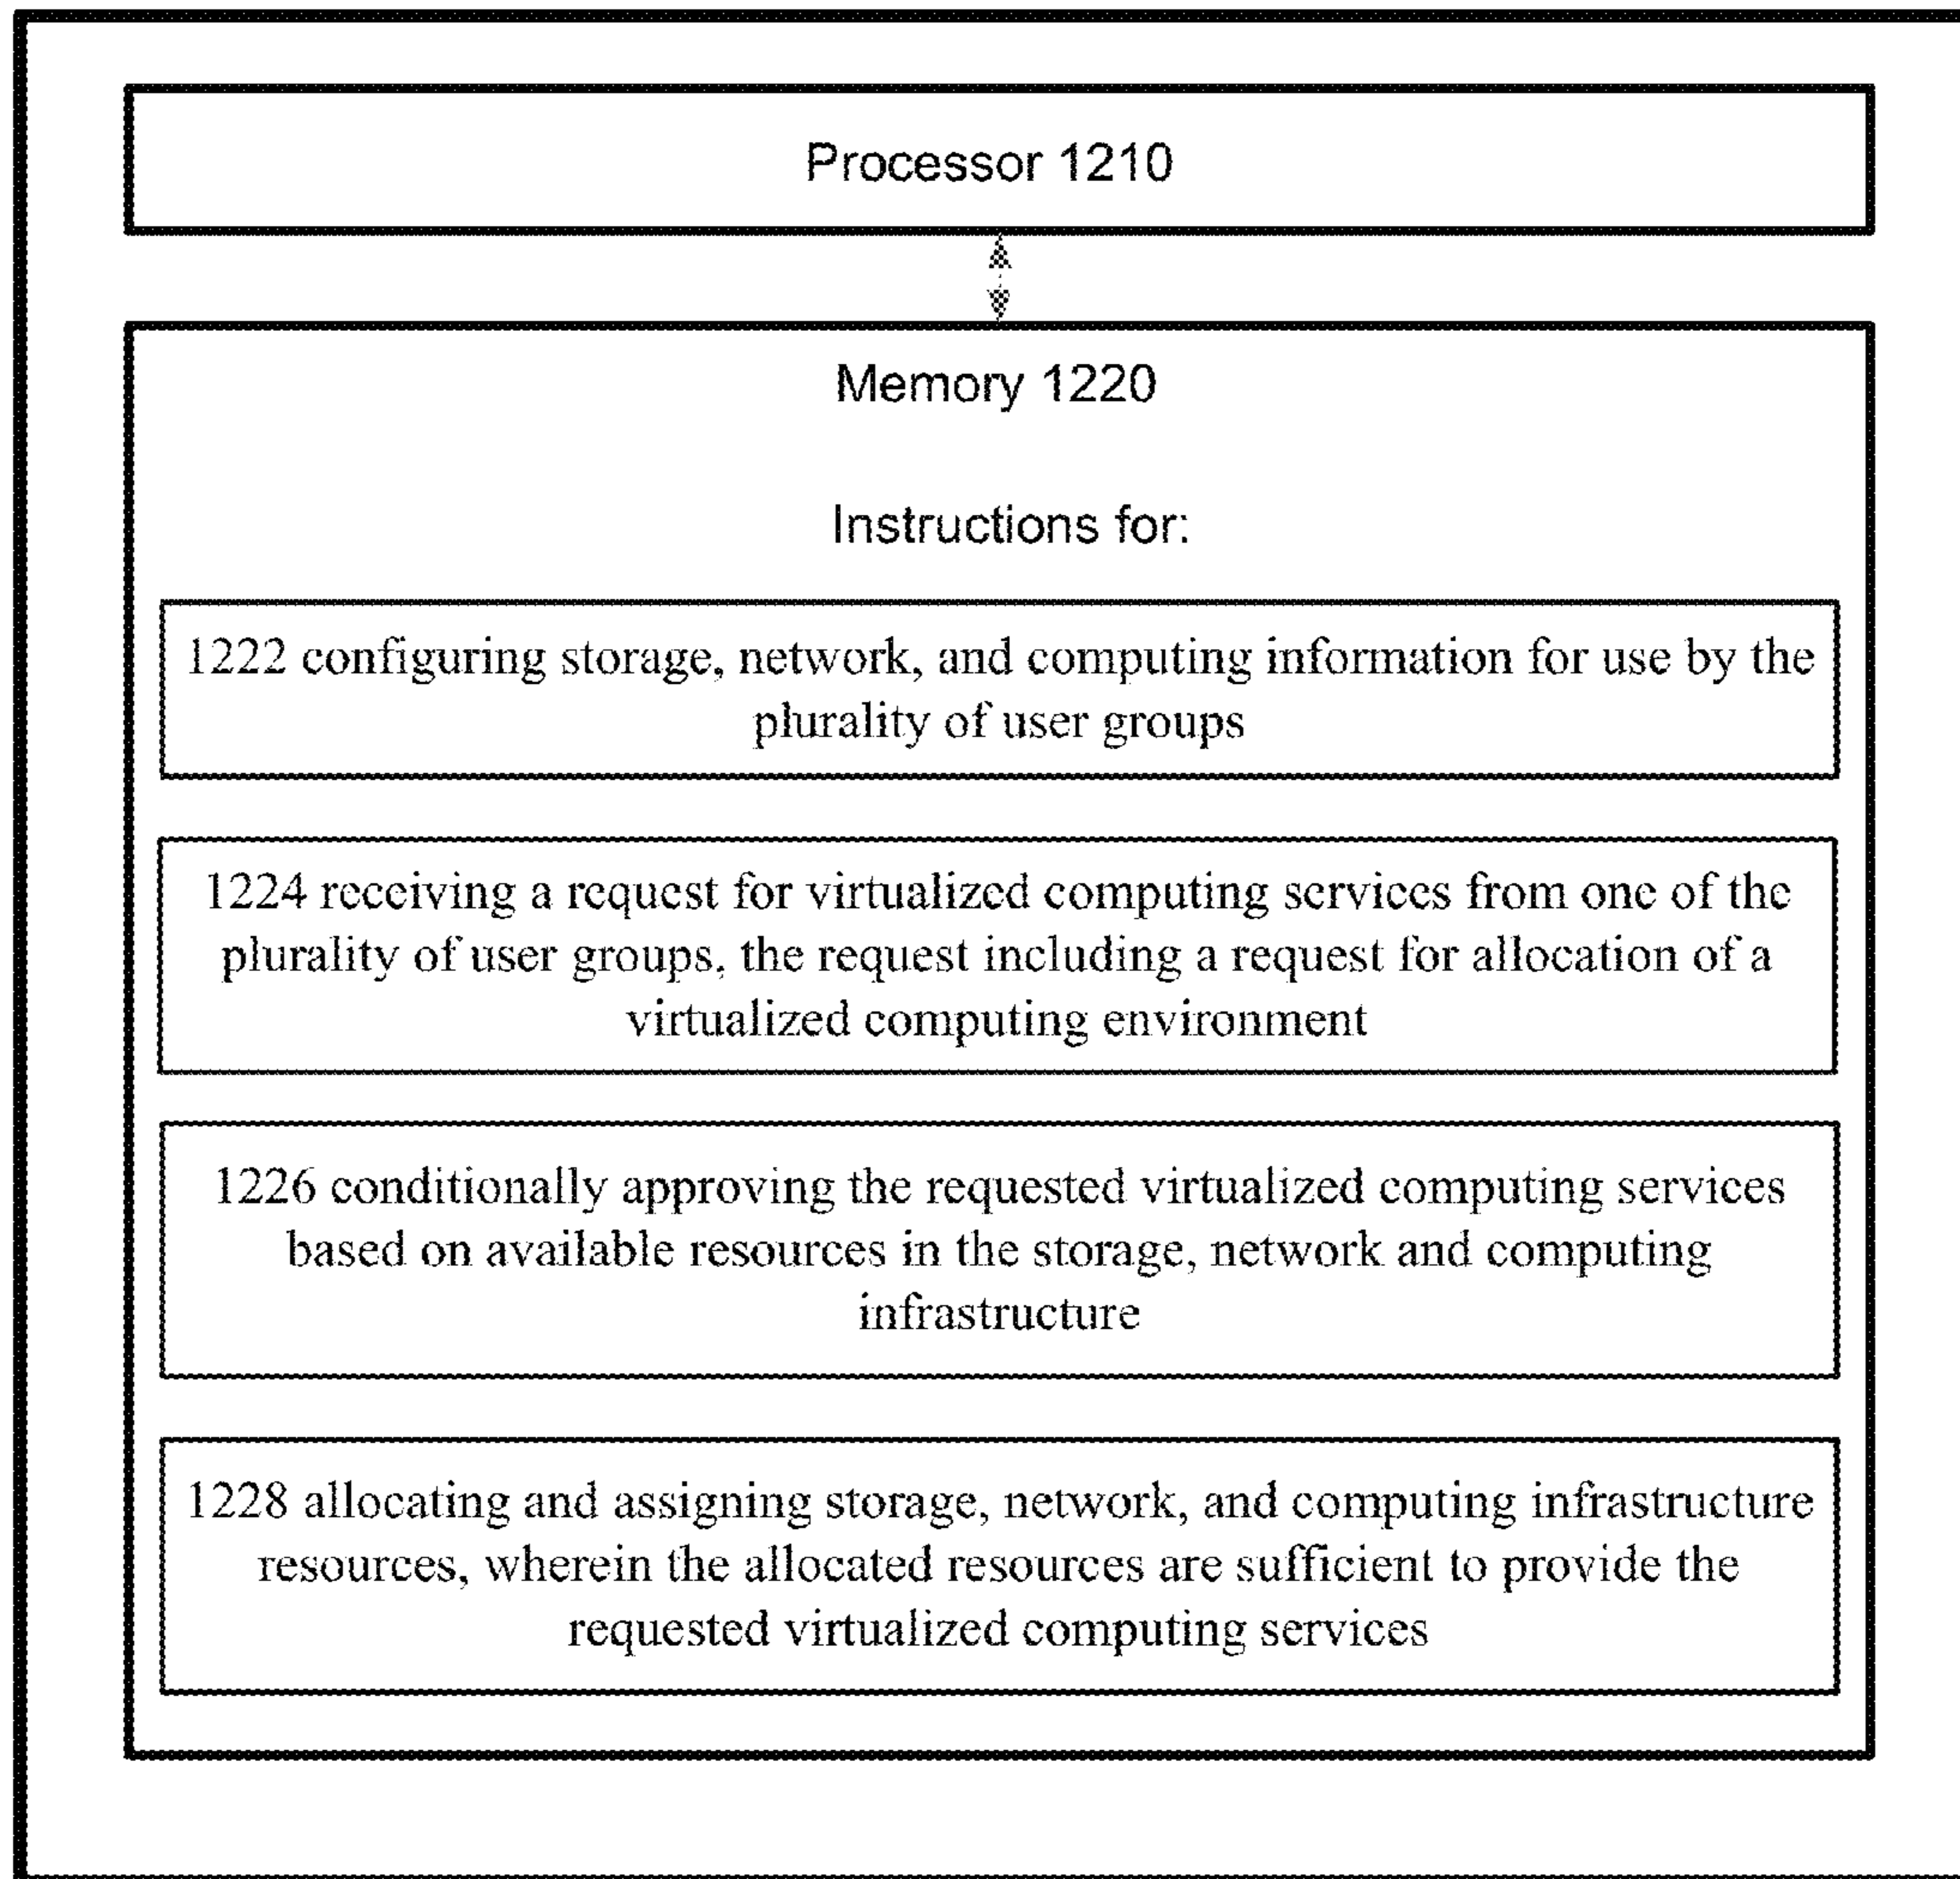 Processor 1210
Memory 1220
Instructions for:
1222 configuring storage, network, and computing information for use by the
plurality of user groups
1224 receiving a request for virtualized computing services from one of the
plurality of user groups, the request including a request for allocation of a
virtualized computing environment
1226 conditionally approving the requested virtualized computing services
based on available resources in the storage, network and computing
infrastructure
1228 allocating and assigning storage, network, and computing infrastructure
resources, wherein the allocated resources are sufficient to provide the
requested virtualized computing services